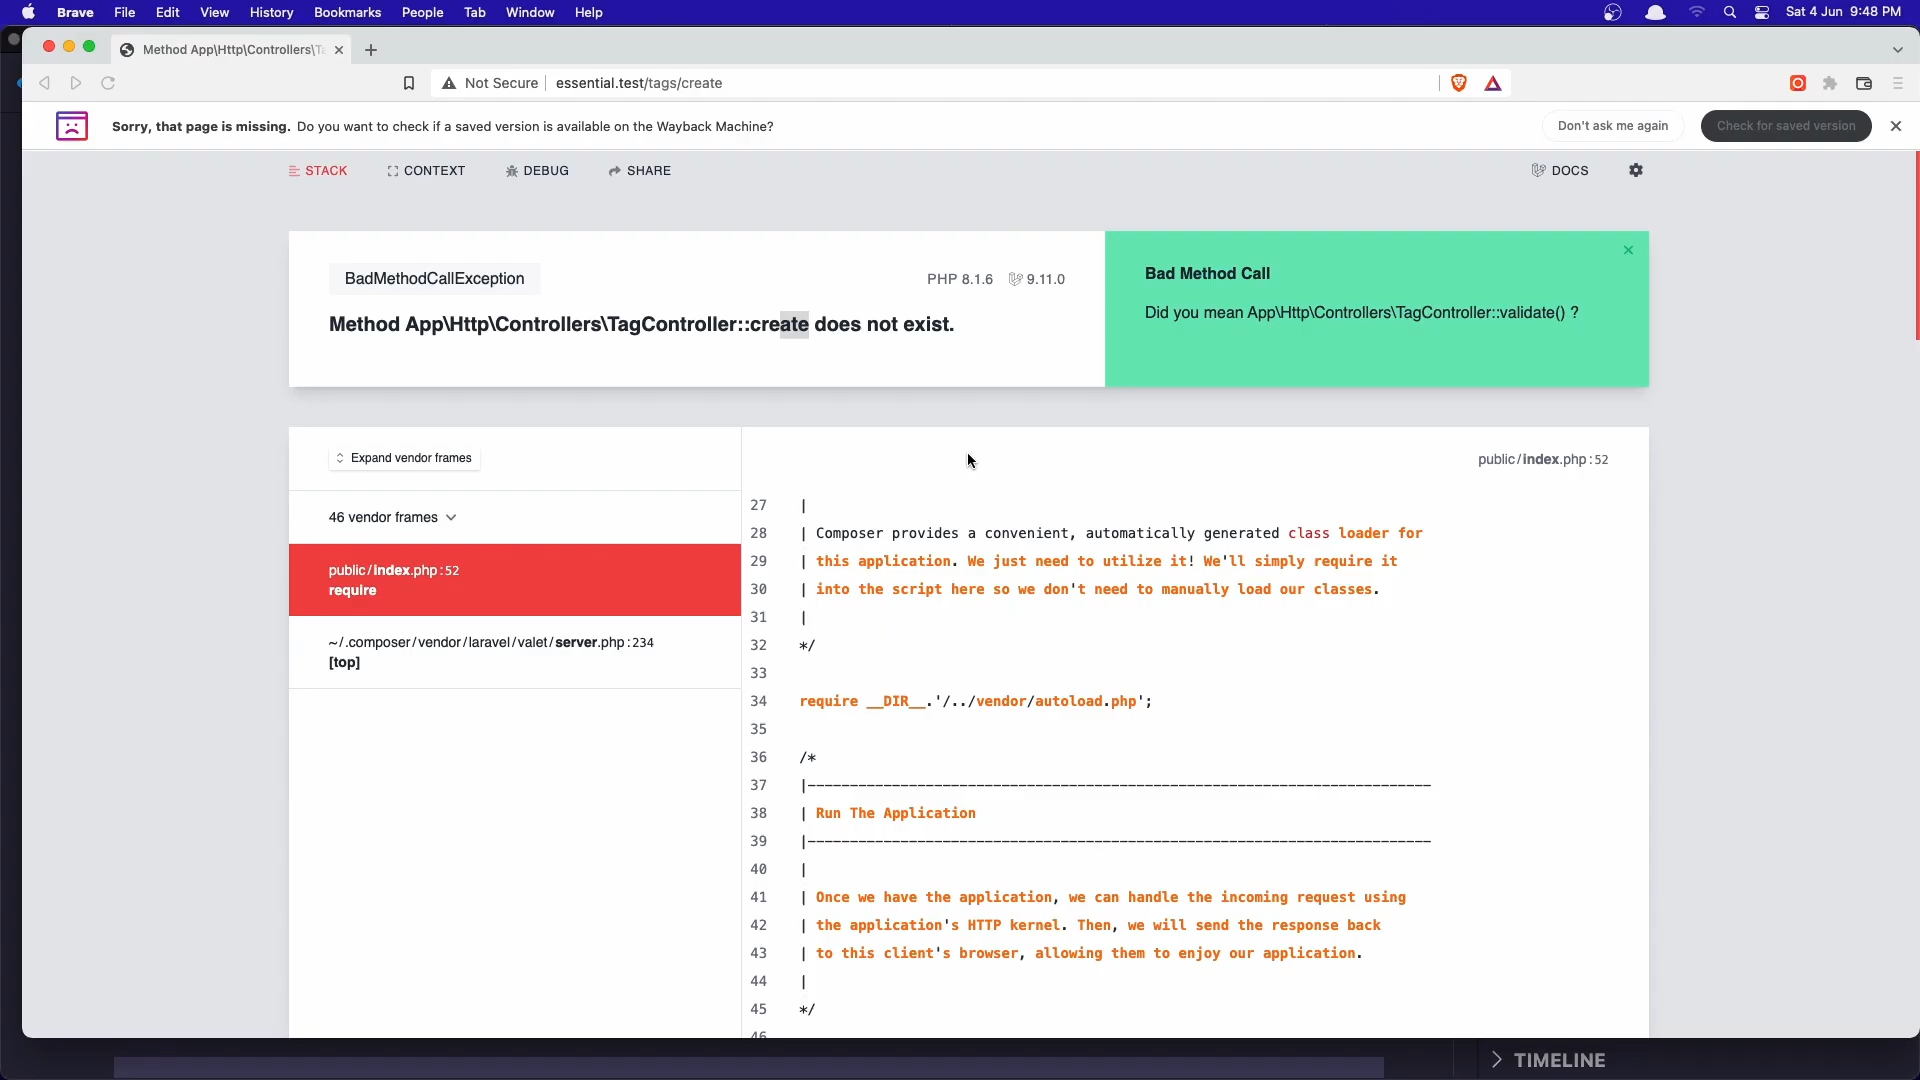 Brave File Edit View History Bookmarks People Tab Window Help Sat 4 Jun 9:48 PM
Method App\Http\Controllers\Ta
Not Secure essential.test/tags/create
Sorry, that page is missing. Do you want to check if a saved version is available on the Wayback Machine? Don't ask me again Check for saved version
STACK CONTEXT DEBUG SHARE DOCS
BadMethodCallException PHP 8.1.6 9.11.0
Method App\Http\Controllers\TagController::create does not exist.
Bad Method Call
Did you mean App\Http\Controllers\TagController::validate() ?
Expand vendor frames
46 vendor frames
public/index.php:52
require
~/.composer/vendor/laravel/valet/server.php:234
[top]
public/index.php:52
27 |
28 | Composer provides a convenient, automatically generated class loader for
29 | this application. We just need to utilize it! We'll simply require it
30 | into the script here so we don't need to manually load our classes.
31 |
32 */
33
34 require __DIR__.'/../vendor/autoload.php';
35
36 /*
37 |--------------------------------------------------------------------------
38 | Run The Application
39 |--------------------------------------------------------------------------
40 |
41 | Once we have the application, we can handle the incoming request using
42 | the application's HTTP kernel. Then, we will send the response back
43 | to this client's browser, allowing them to enjoy our application.
44 |
45 */
46
TIMELINE